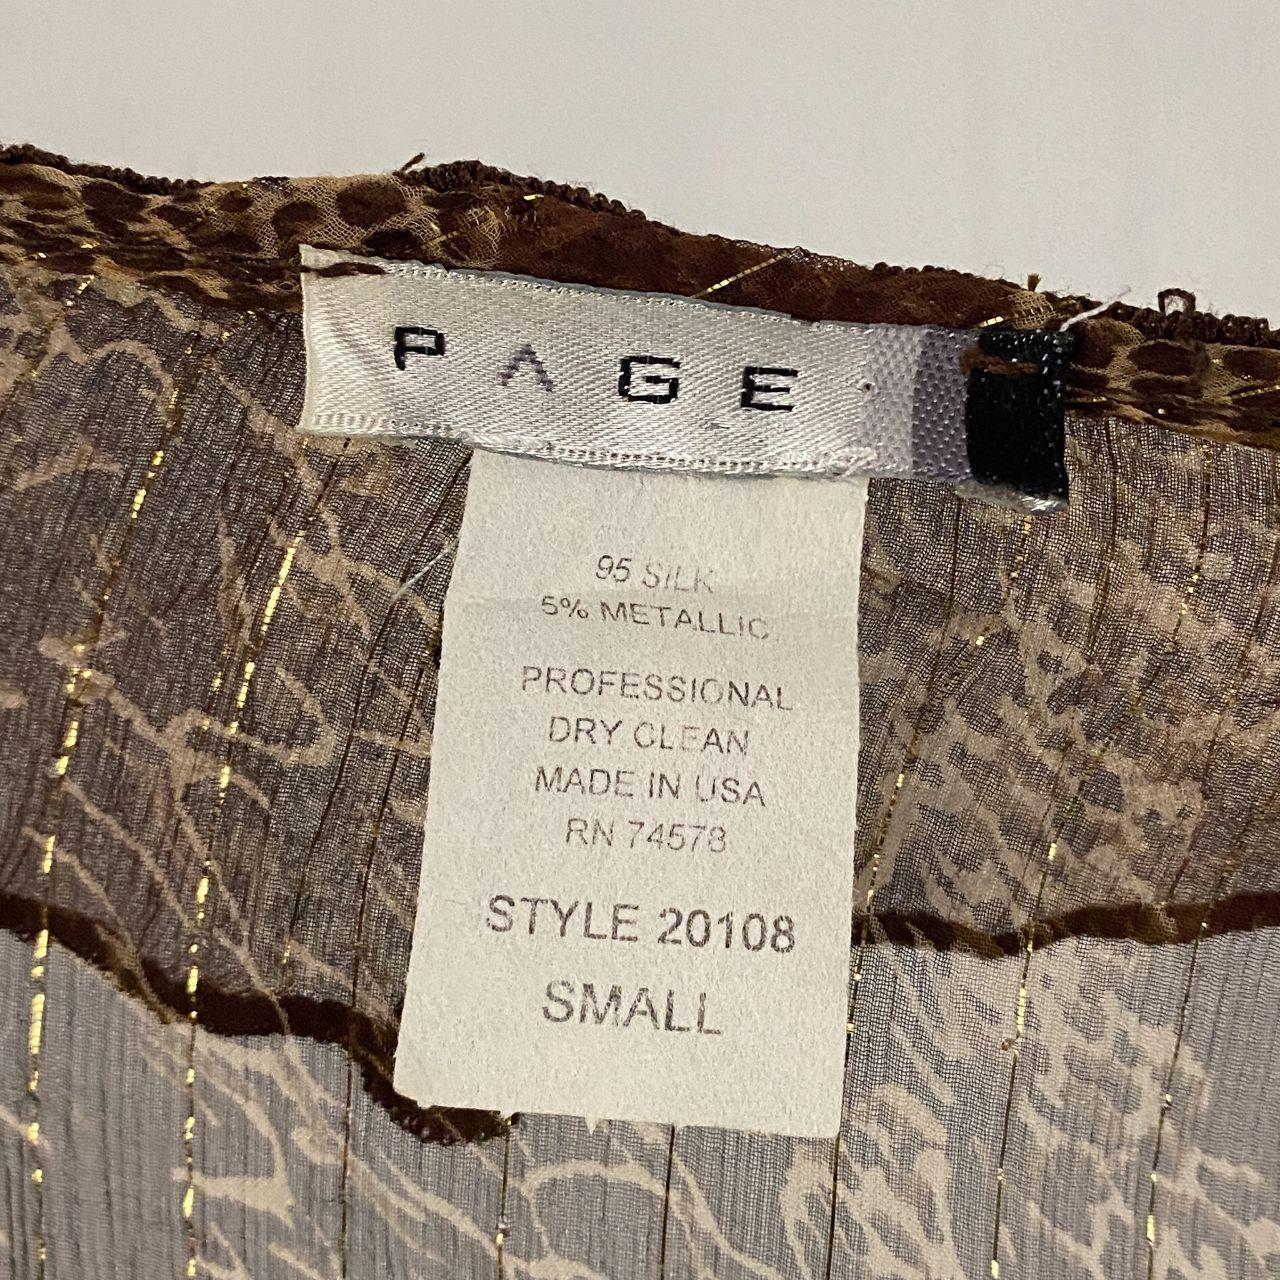 PAGE
95 SILK
5% METALLIC
PROFESSIONAL
DRY CLEAN
MADE IN USA
RN 74578
STYLE 20108
SMALL